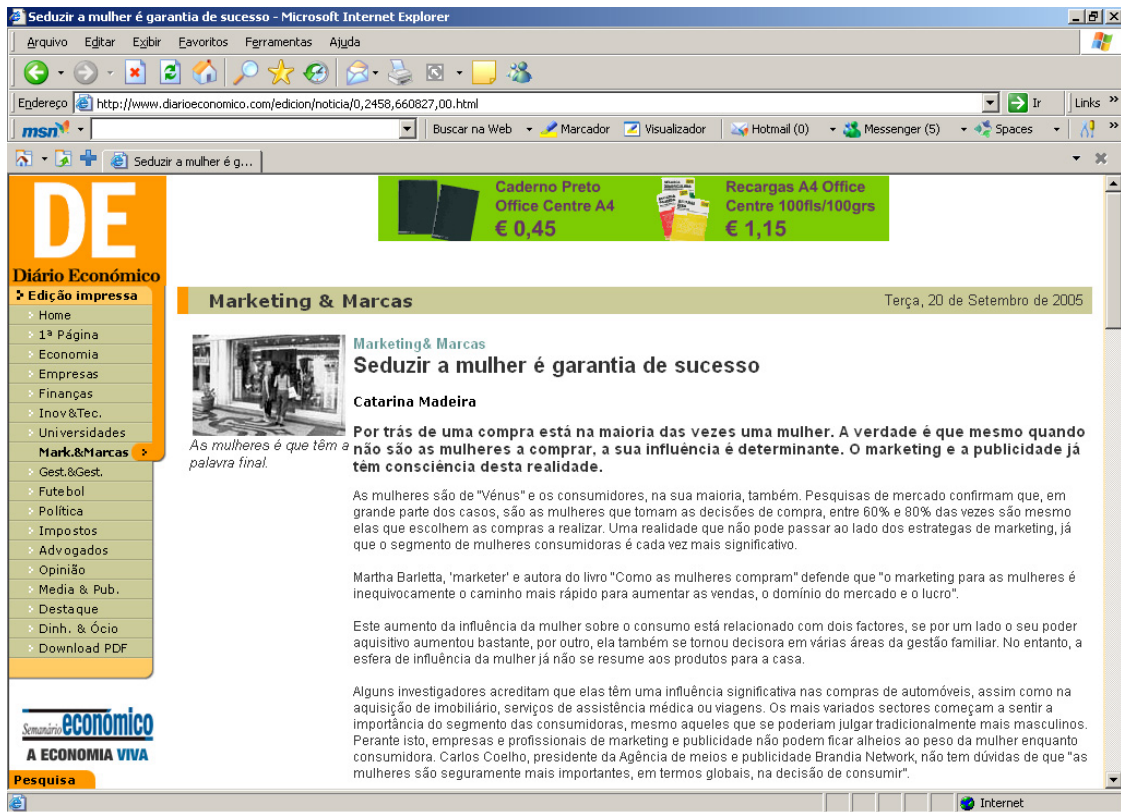 Seduzir a mulher é garantia de sucesso - Microsoft Internet Explorer
Arquivo Editar Exibir Favoritos Ferramentas Ajuda
Endereço http://www.diarioeconomico.com/edicion/noticia/0,2458,660827,00.html Ir Links »
msn Buscar na Web Marcador Visualizador Hotmail (0) Messenger (5) Spaces »
Seduzir a mulher é g...
DE
Diário Económico
Caderno Preto
Office Centre A4
€ 0,45
Recargas A4 Office
Centre 100fls/100grs
€ 1,15
Edição impressa
Home
1ª Página
Economia
Empresas
Finanças
Inov&Tec.
Universidades
Mark.&Marcas
Gest.&Gest.
Futebol
Política
Impostos
Advogados
Opinião
Media & Pub.
Destaque
Dinh. & Ócio
Download PDF
Semanário económico
A ECONOMIA VIVA
Pesquisa
Marketing & Marcas Terça, 20 de Setembro de 2005
As mulheres é que têm a
palavra final.
Marketing& Marcas
Seduzir a mulher é garantia de sucesso
Catarina Madeira
Por trás de uma compra está na maioria das vezes uma mulher. A verdade é que mesmo quando
não são as mulheres a comprar, a sua influência é determinante. O marketing e a publicidade já
têm consciência desta realidade.
As mulheres são de "Vénus" e os consumidores, na sua maioria, também. Pesquisas de mercado confirmam que, em
grande parte dos casos, são as mulheres que tomam as decisões de compra, entre 60% e 80% das vezes são mesmo
elas que escolhem as compras a realizar. Uma realidade que não pode passar ao lado dos estrategas de marketing, já
que o segmento de mulheres consumidoras é cada vez mais significativo.
Martha Barletta, 'marketer' e autora do livro "Como as mulheres compram" defende que "o marketing para as mulheres é
inequivocamente o caminho mais rápido para aumentar as vendas, o domínio do mercado e o lucro".
Este aumento da influência da mulher sobre o consumo está relacionado com dois factores, se por um lado o seu poder
aquisitivo aumentou bastante, por outro, ela também se tornou decisora em várias áreas da gestão familiar. No entanto, a
esfera de influência da mulher já não se resume aos produtos para a casa.
Alguns investigadores acreditam que elas têm uma influência significativa nas compras de automóveis, assim como na
aquisição de imobiliário, serviços de assistência médica ou viagens. Os mais variados sectores começam a sentir a
importância do segmento das consumidoras, mesmo aqueles que se poderiam julgar tradicionalmente mais masculinos.
Perante isto, empresas e profissionais de marketing e publicidade não podem ficar alheios ao peso da mulher enquanto
consumidora. Carlos Coelho, presidente da Agência de meios e publicidade Brandia Network, não tem dúvidas de que "as
mulheres são seguramente mais importantes, em termos globais, na decisão de consumir".
Internet